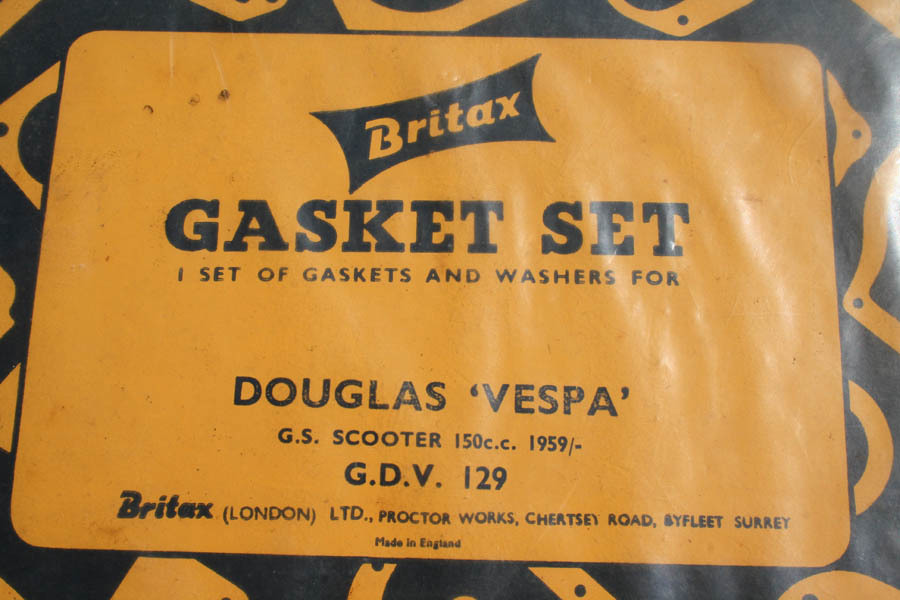 Britax
GASKET SET
1 SET OF GASKETS AND WASHERS FOR
DOUGLAS ‘VESPA’
G.S. SCOOTER 150c.c. 1959/-
G.D.V. 129
Britax (LONDON) LTD., PROCTOR WORKS, CHERTSEY ROAD, BYFLEET SURREY
Made in England